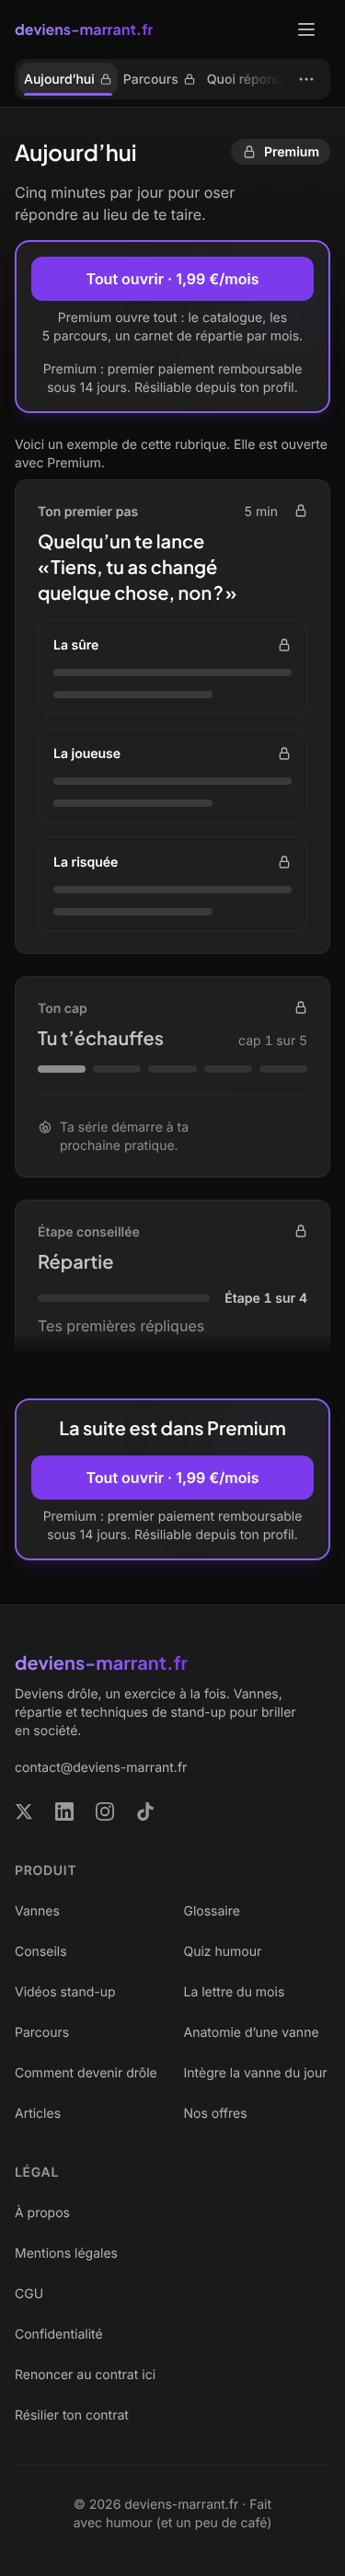 deviens-marrant.fr
Aujourd’hui
Parcours
Quoi répond
Aujourd’hui
Premium
Cinq minutes par jour pour oser
répondre au lieu de te taire.
Tout ouvrir · 1,99 €/mois
Premium ouvre tout : le catalogue, les
5 parcours, un carnet de répartie par mois.
Premium : premier paiement remboursable
sous 14 jours. Résiliable depuis ton profil.
Voici un exemple de cette rubrique. Elle est ouverte
avec Premium.
Ton premier pas
5 min
Quelqu’un te lance
« Tiens, tu as changé
quelque chose, non ? »
La sûre
La joueuse
La risquée
Ton cap
Tu t’échauffes
cap 1 sur 5
Ta série démarre à ta
prochaine pratique.
Étape conseillée
Répartie
Étape 1 sur 4
Tes premières répliques
La suite est dans Premium
Tout ouvrir · 1,99 €/mois
Premium : premier paiement remboursable
sous 14 jours. Résiliable depuis ton profil.
deviens-marrant.fr
Deviens drôle, un exercice à la fois. Vannes,
répartie et techniques de stand-up pour briller
en société.
contact@deviens-marrant.fr
PRODUIT
Vannes
Glossaire
Conseils
Quiz humour
Vidéos stand-up
La lettre du mois
Parcours
Anatomie d’une vanne
Comment devenir drôle
Intègre la vanne du jour
Articles
Nos offres
LÉGAL
À propos
Mentions légales
CGU
Confidentialité
Renoncer au contrat ici
Résilier ton contrat
© 2026 deviens-marrant.fr · Fait
avec humour (et un peu de café)